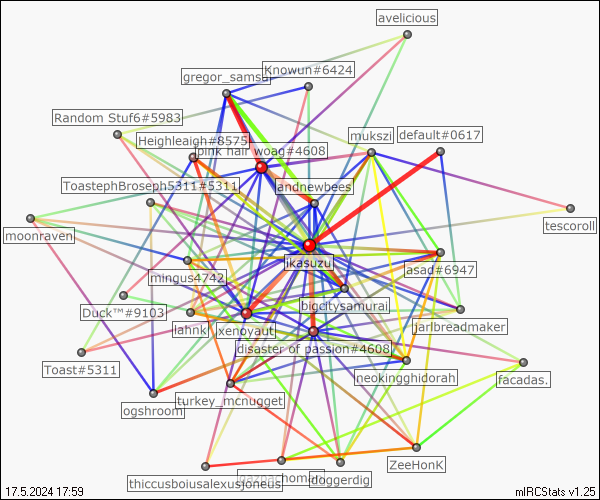 avelicious
Knowun#6424
gregor_samsa
Random Stuf6#5983
Heighleaigh#8575
mukszi
default#0617
pink hair woag#4608
ToastephBroseph5311#5311
andnewbees
moonraven
tescoroll
ikasuzu
mingus4742
asad#6947
bigcitysamurai
Duck™#9103
lahnk
xenoyaut
jarlbreadmaker
disaster of passion#4608
Toast#5311
neokingghidorah
facadas.
turkey_mcnugget
ogshroom
ZeeHonK
thiccusboiusalexusjoneus
doggerdig
17.5.2024 17:59
mIRCStats v1.25